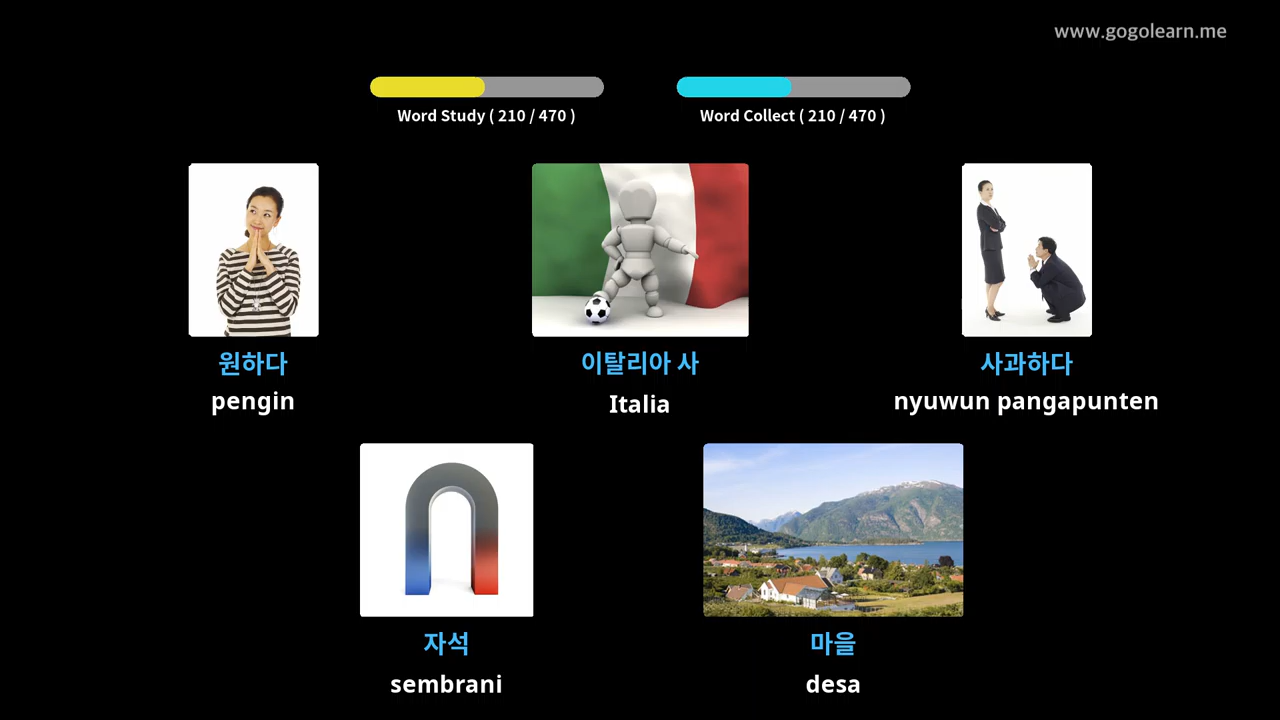 www.gogolearn.me
Word Study ( 210 / 470 )
Word Collect ( 210 / 470 )
원하다
pengin
이탈리아 사
Italia
사과하다
nyuwun pangapunten
자석
sembrani
마을
desa